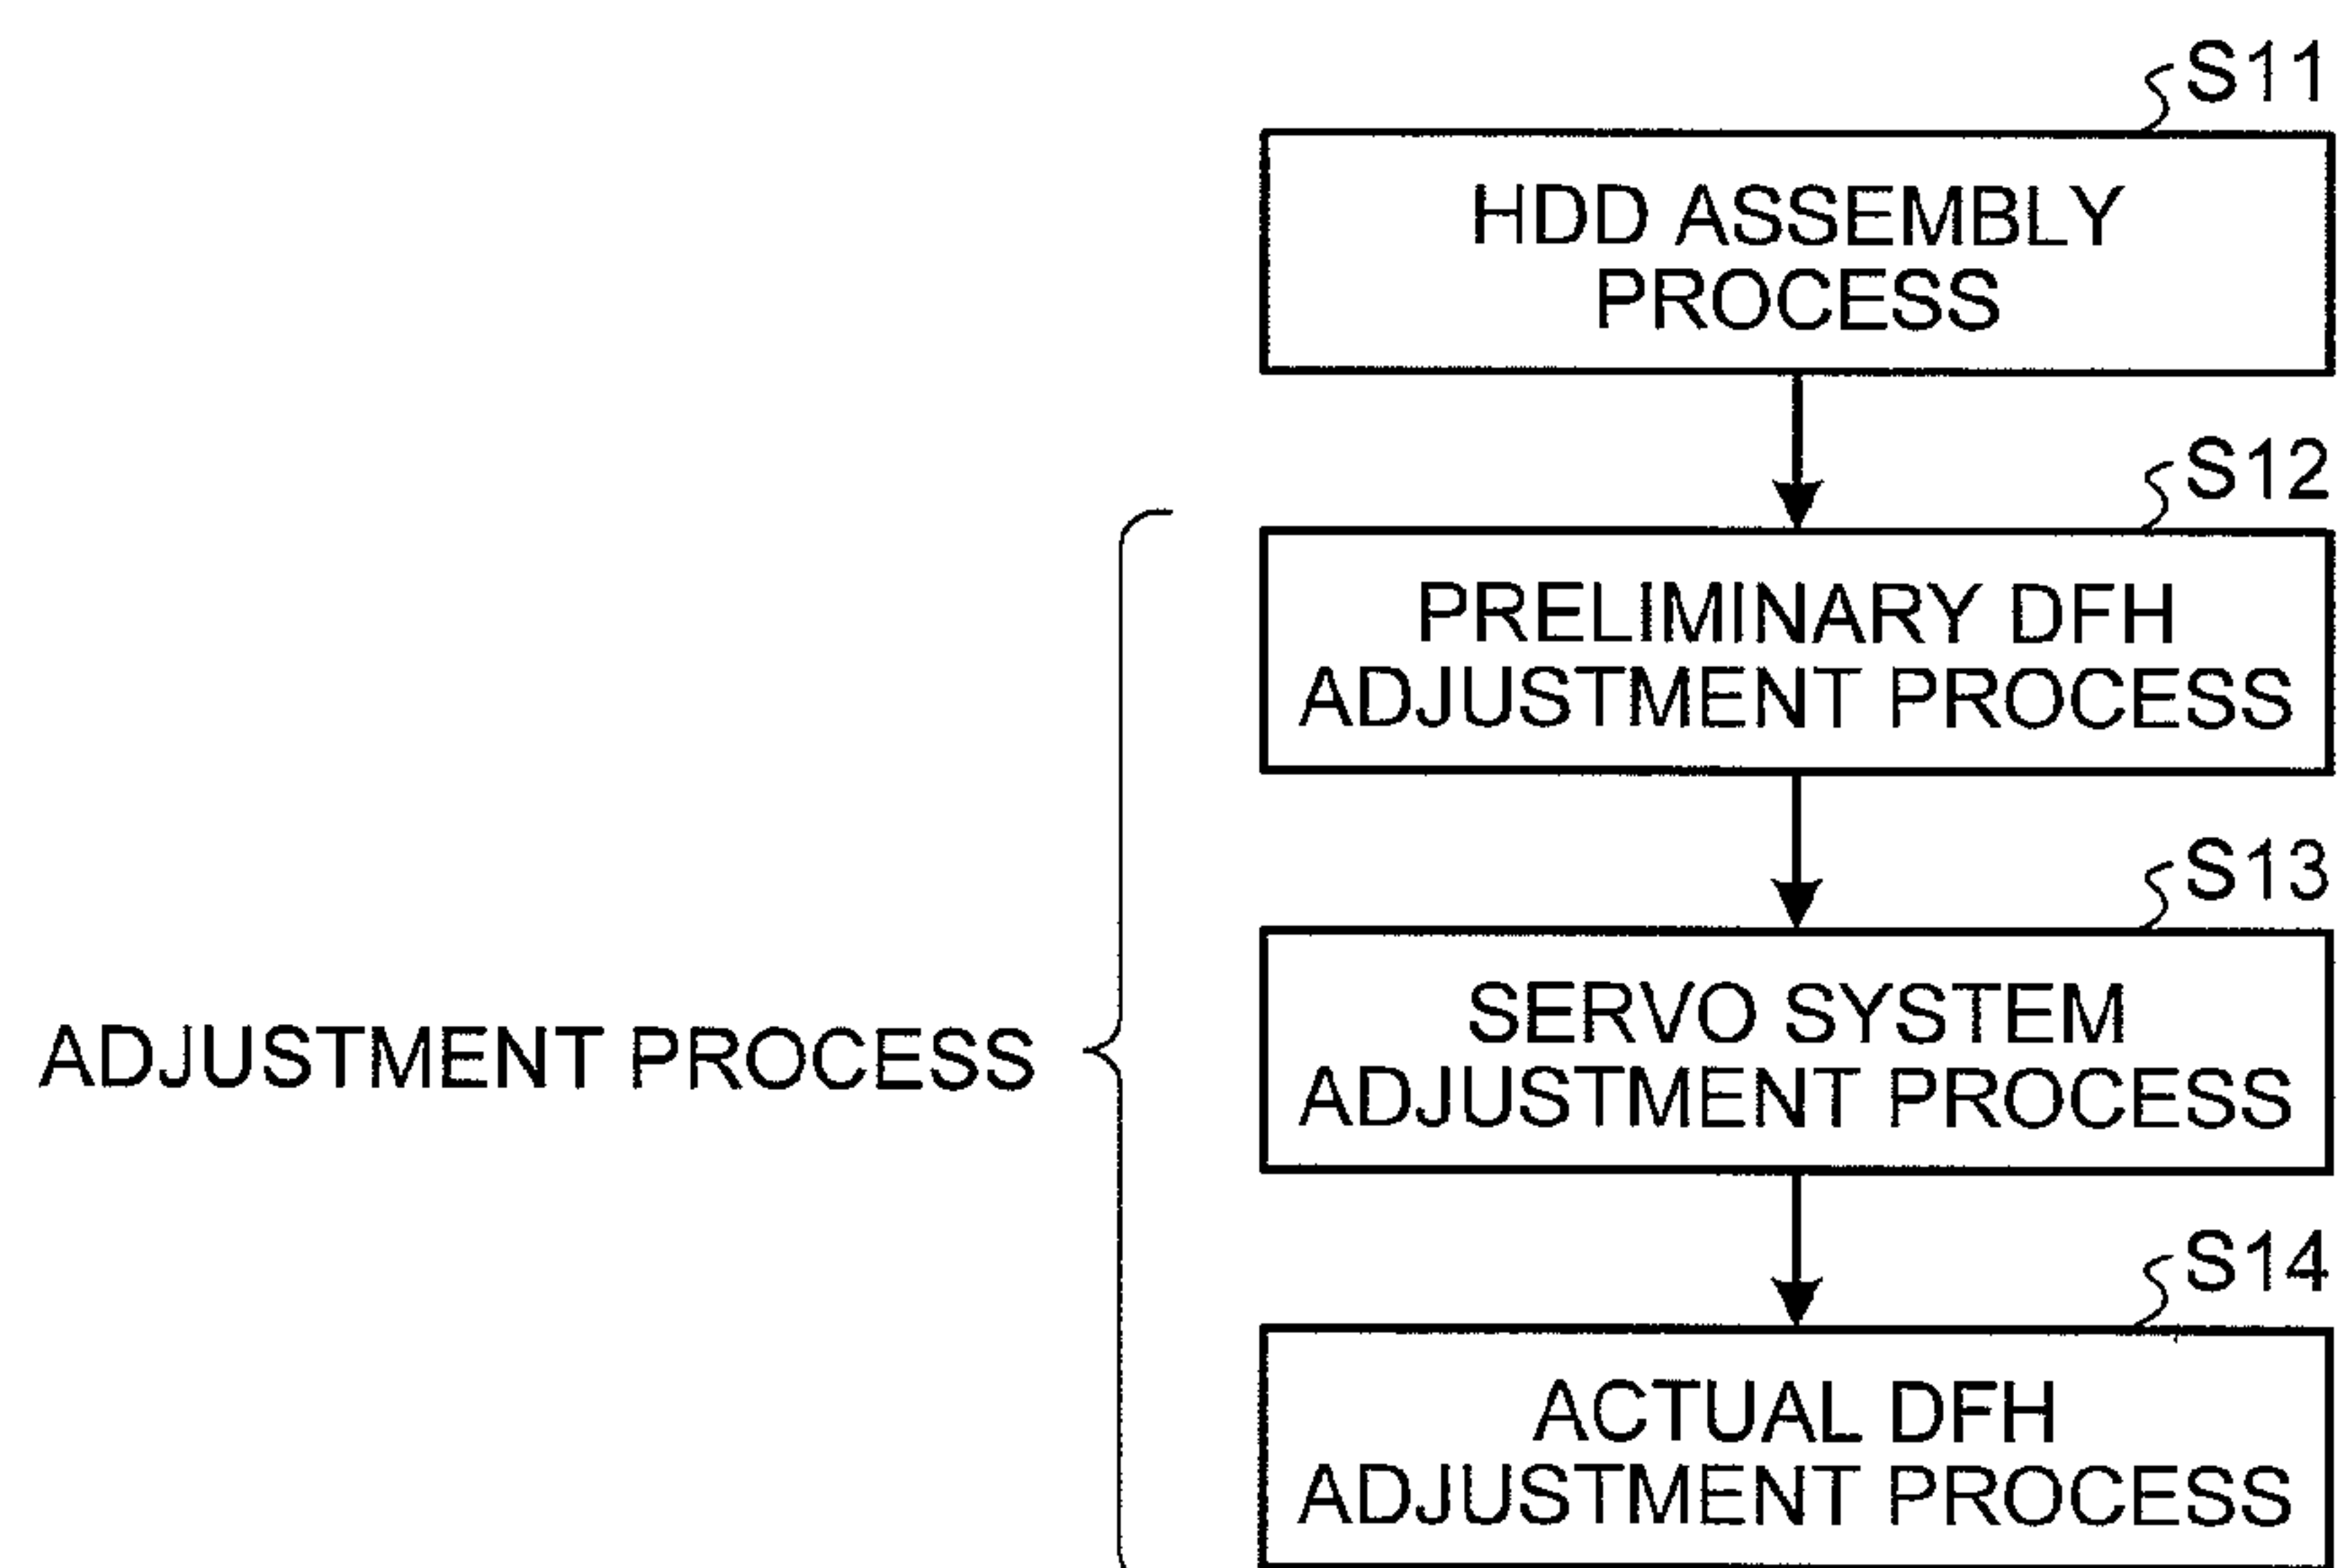 S11
HDD ASSEMBLY
PROCESS
S12
PRELIMINARY DFH
ADJUSTMENT PROCESS
S13
SERVO SYSTEM
ADJUSTMENT PROCESS
ADJUSTMENT PROCESS
S14
ACTUAL DFH
ADJUSTMENT PROCESS